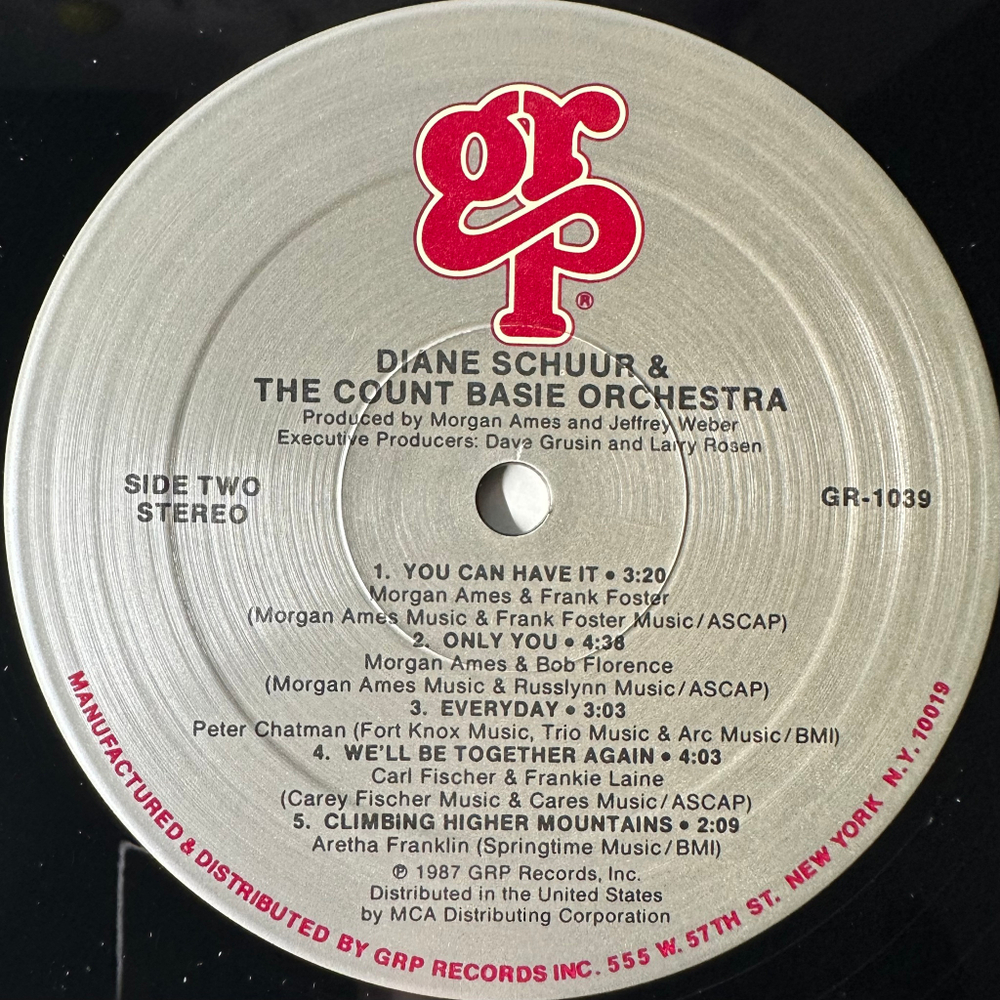 grp®
DIANE SCHUUR &
THE COUNT BASIE ORCHESTRA
Produced by Morgan Ames and Jeffrey Weber
Executive Producers: Dave Grusin and Larry Rosen
SIDE TWO
STEREO
GR-1039
1. YOU CAN HAVE IT • 3:20
Morgan Ames & Frank Foster
(Morgan Ames Music & Frank Foster Music/ASCAP)
2. ONLY YOU • 4:38
Morgan Ames & Bob Florence
(Morgan Ames Music & Russlynn Music/ASCAP)
3. EVERYDAY • 3:03
Peter Chatman (Fort Knox Music, Trio Music & Arc Music/BMI)
4. WE'LL BE TOGETHER AGAIN • 4:03
Carl Fischer & Frankie Laine
(Carey Fischer Music & Cares Music/ASCAP)
5. CLIMBING HIGHER MOUNTAINS • 2:09
Aretha Franklin (Springtime Music/BMI)
℗ 1987 GRP Records, Inc.
Distributed in the United States
by MCA Distributing Corporation
MANUFACTURED & DISTRIBUTED BY GRP RECORDS INC. 555 W. 57TH ST. NEW YORK N.Y. 10019